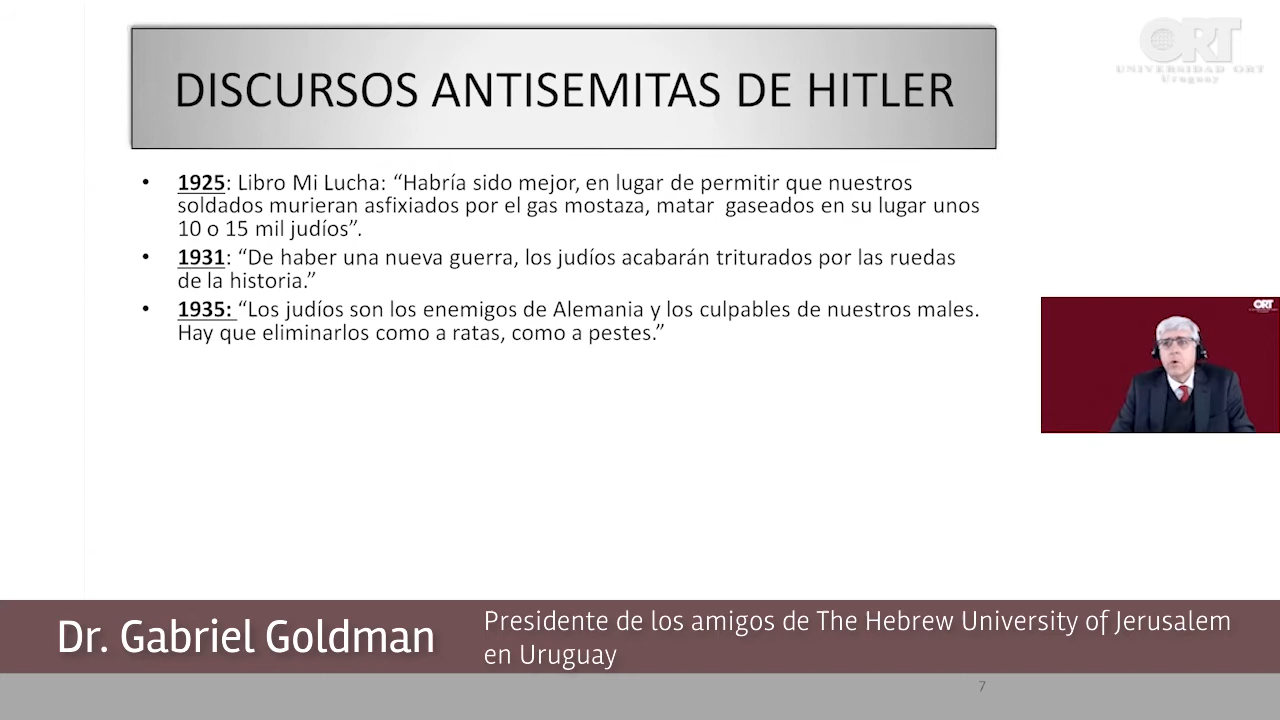 ORT
UNIVERSIDAD ORT
Uruguay
DISCURSOS ANTISEMITAS DE HITLER
• 1925: Libro Mi Lucha: “Habría sido mejor, en lugar de permitir que nuestros
soldados murieran asfixiados por el gas mostaza, matar gaseados en su lugar unos
10 o 15 mil judíos”.
• 1931: “De haber una nueva guerra, los judíos acabarán triturados por las ruedas
de la historia.”
• 1935: “Los judíos son los enemigos de Alemania y los culpables de nuestros males.
Hay que eliminarlos como a ratas, como a pestes.”
ORT
Dr. Gabriel Goldman
Presidente de los amigos de The Hebrew University of Jerusalem
en Uruguay
7